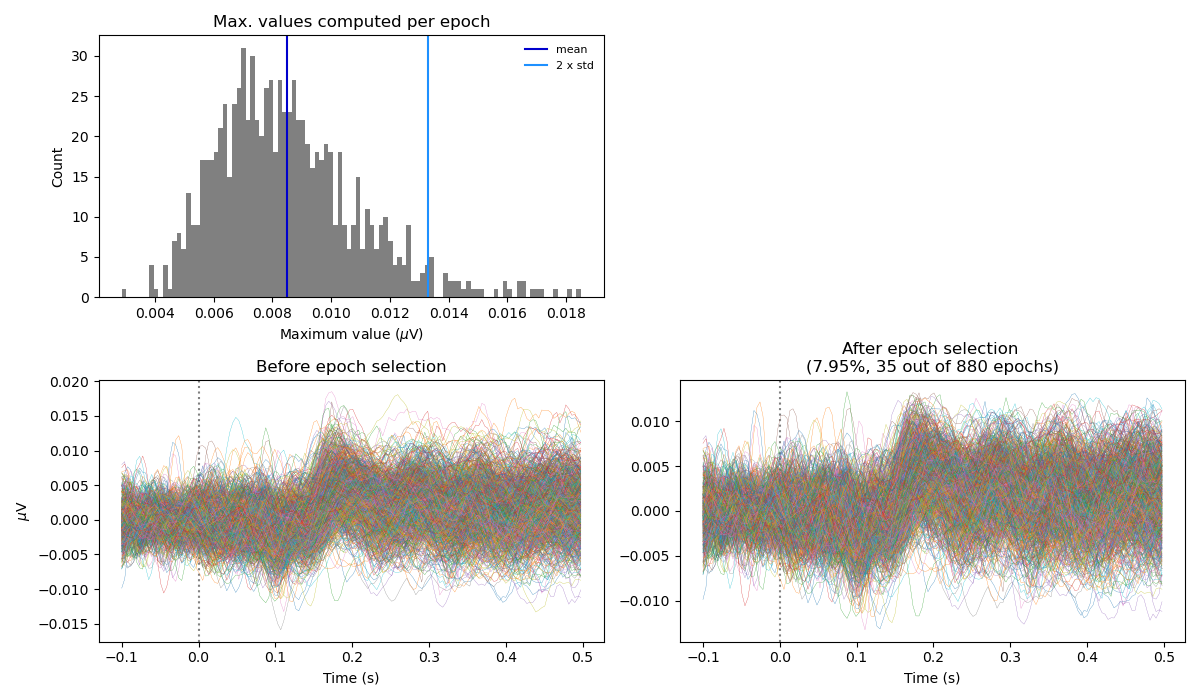 Max. values computed per epoch
mean
2 x std
Count
30
25
20
15
10
5
0
0.004 0.006 0.008 0.010 0.012 0.014 0.016 0.018
Maximum value (μV)
Before epoch selection
μV
0.020
0.015
0.010
0.005
0.000
−0.005
−0.010
−0.015
−0.1 0.0 0.1 0.2 0.3 0.4 0.5
Time (s)
After epoch selection
(7.95%, 35 out of 880 epochs)
0.010
0.005
0.000
−0.005
−0.010
−0.1 0.0 0.1 0.2 0.3 0.4 0.5
Time (s)